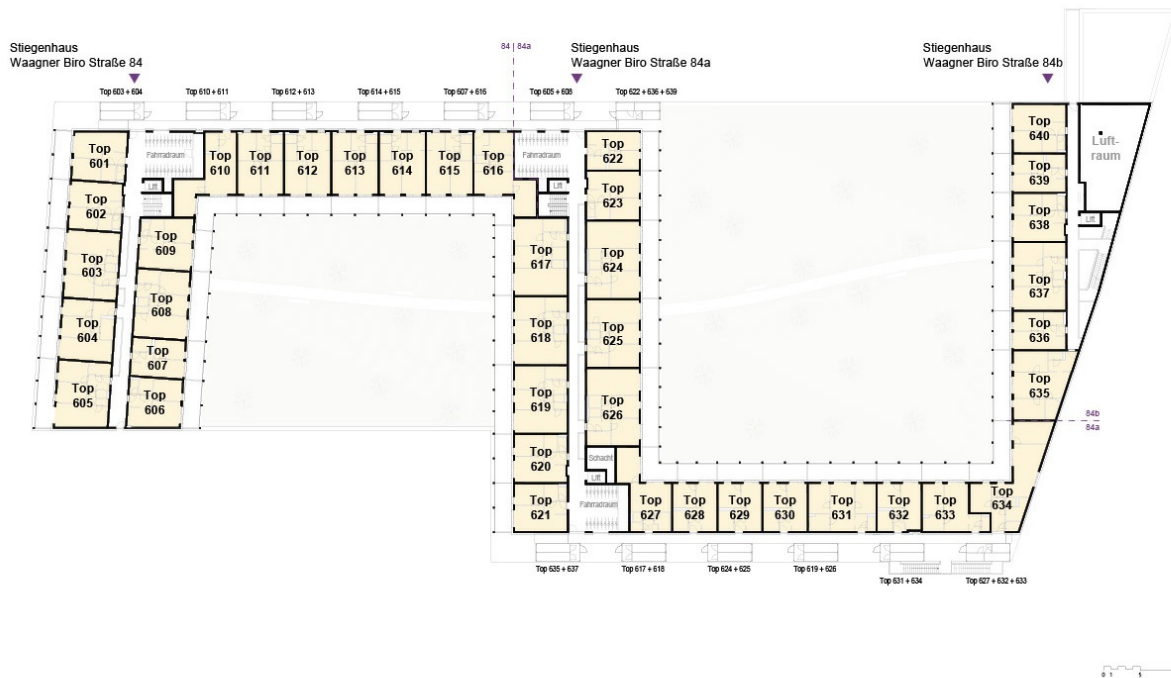 Stiegenhaus
Waagner Biro Straße 84
84 | 84a
Stiegenhaus
Waagner Biro Straße 84a
Stiegenhaus
Waagner Biro Straße 84b
Top 603 + 604
Top 610 + 611
Top 612 + 613
Top 614 + 615
Top 607 + 616
Top 605 + 608
Top 622 + 636 + 639
Top
601
Fahrradraum
Lift
Top
610
Top
611
Top
612
Top
613
Top
614
Top
615
Top
616
Fahrradraum
Lift
Top
622
Top
640
Luft-
raum
Top
602
Top
623
Top
639
Top
609
Top
638
Lift
Top
603
Top
617
Top
624
Top
637
Top
608
Top
604
Top
618
Top
625
Top
636
Top
607
Top
605
Top
606
Top
619
Top
626
Top
635
84b
84a
Top
620
Schacht
Lift
Top
621
Fahrradraum
Top
627
Top
628
Top
629
Top
630
Top
631
Top
632
Top
633
Top
634
Top 635 + 637
Top 617 + 618
Top 624 + 625
Top 619 + 626
Top 631 + 634
Top 627 + 632 + 633
0 1 5